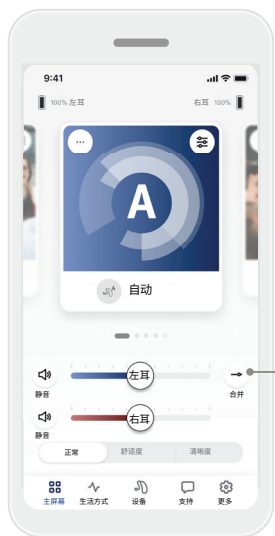 9:41
100% 左耳 右耳 100%
A
自动
左耳
静音 合并
右耳
静音
正常 舒适度 清晰度
主屏幕 生活方式 设备 支持 更多